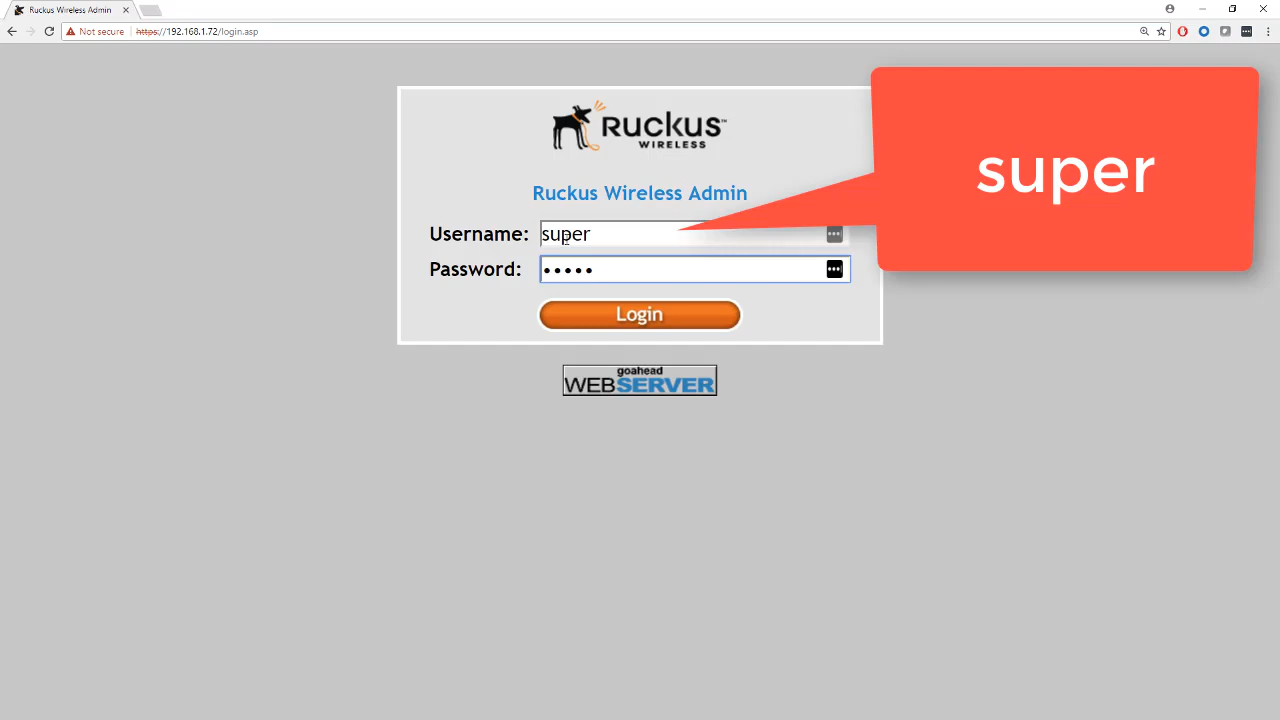 Ruckus Wireless Admin
Not secure https://192.168.1.72/login.asp
RUCKUS™
WIRELESS
Ruckus Wireless Admin
super
Username: super
Password: •••••
Login
goahead
WEBSERVER